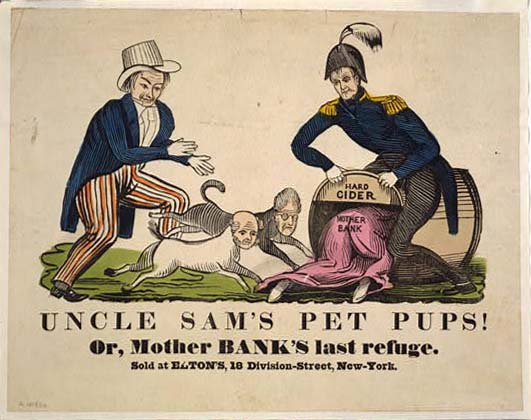 HARD
CIDER
MOTHER
BANK
UNCLE SAM'S PET PUPS!
Or, Mother BANK'S last refuge.
Sold at ELTON'S, 18 Division-Street, New-York.